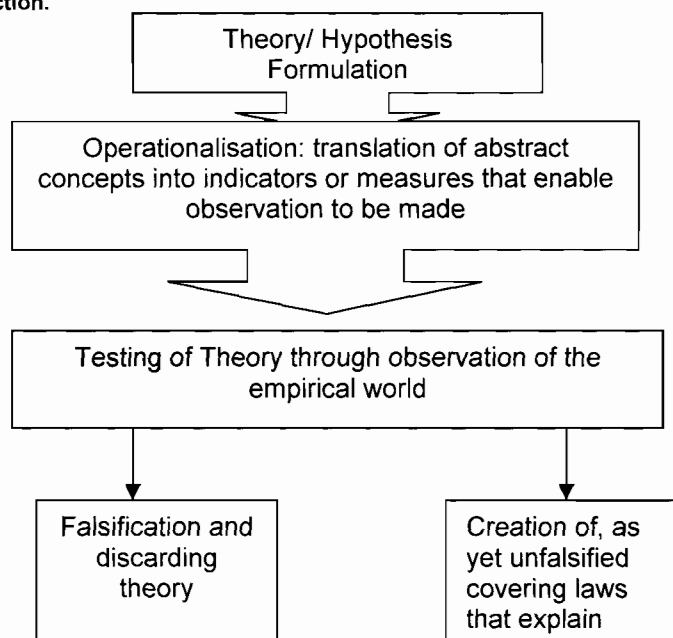 ction.
Theory/ Hypothesis
Formulation
Operationalisation: translation of abstract
concepts into indicators or measures that enable
observation to be made
Testing of Theory through observation of the
empirical world
Falsification and
discarding
theory
Creation of, as
yet unfalsified
covering laws
that explain